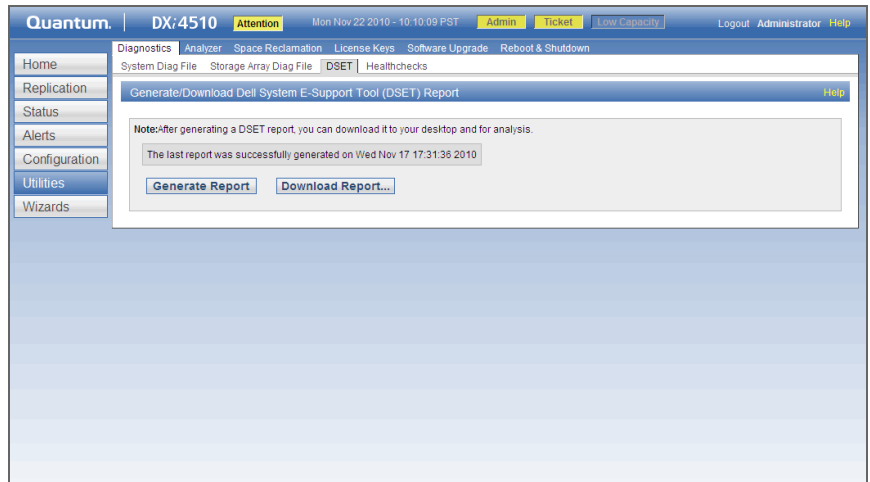 Quantum. DXi4510 Attention Mon Nov 22 2010 - 10:10:09 PST Admin Ticket Low Capacity Logout Administrator Help
Diagnostics Analyzer Space Reclamation License Keys Software Upgrade Reboot & Shutdown
System Diag File Storage Array Diag File DSET Healthchecks
Home
Replication
Status
Alerts
Configuration
Utilities
Wizards
Generate/Download Dell System E-Support Tool (DSET) Report Help
Note:After generating a DSET report, you can download it to your desktop and for analysis.
The last report was successfully generated on Wed Nov 17 17:31:36 2010
Generate Report Download Report...